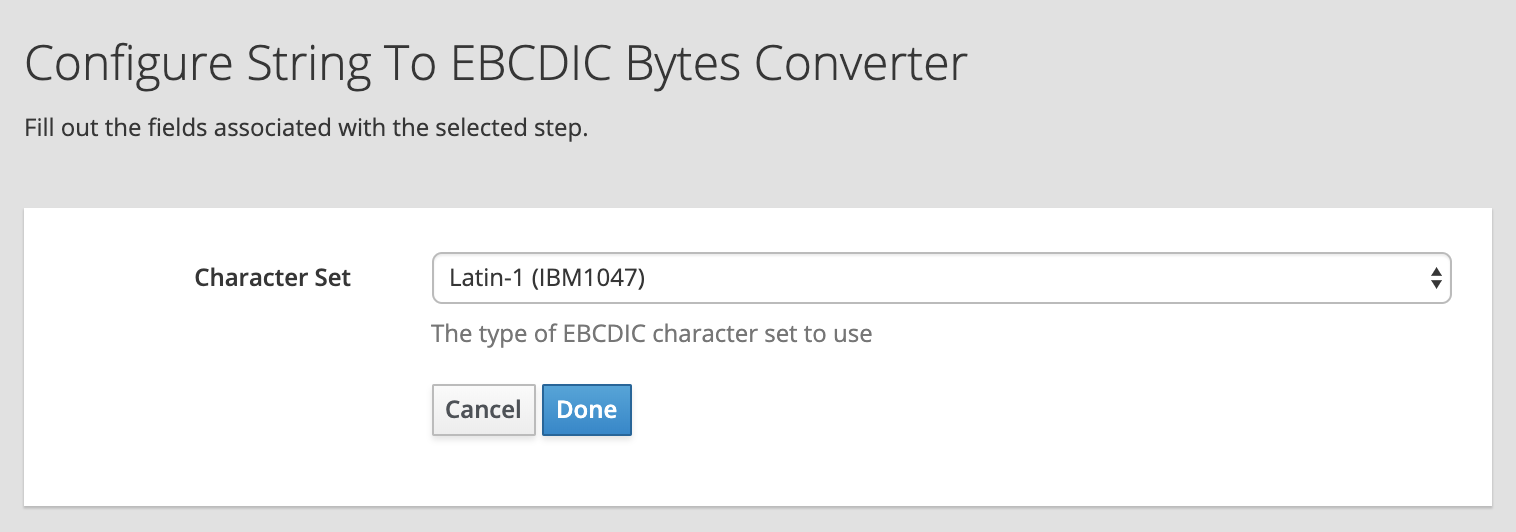 Configure String To EBCDIC Bytes Converter
Fill out the fields associated with the selected step.
Character Set
Latin-1 (IBM1047)
The type of EBCDIC character set to use
Cancel
Done